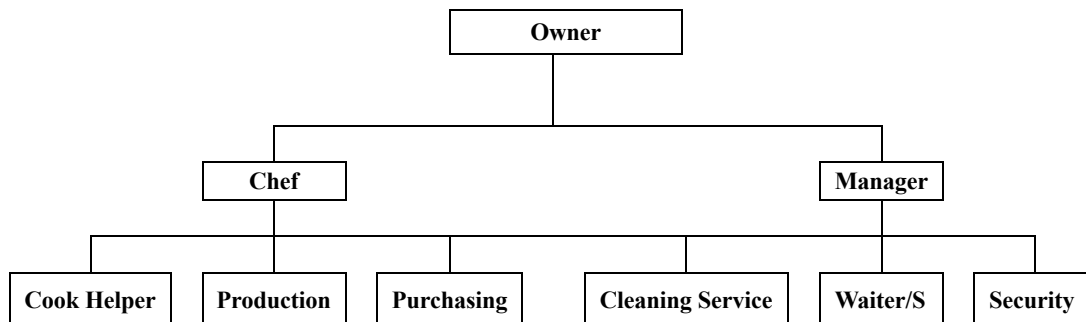 Owner
Chef
Manager
Cook Helper
Production
Purchasing
Cleaning Service
Waiter/S
Security